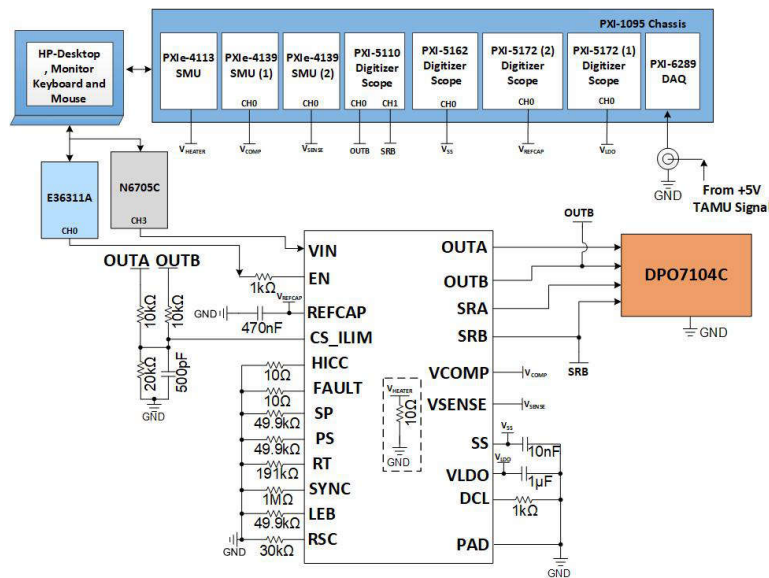 PXI-1095 Chassis
HP-Desktop
, Monitor
Keyboard and
Mouse
PXIe-4113
SMU
PXIe-4139
SMU (1)
CH0
PXIe-4139
SMU (2)
CH0
PXI-5110
Digitizer
Scope
CH0 CH1
PXI-5162
Digitizer
Scope
CH0
PXI-5172 (2)
Digitizer
Scope
CH0
PXI-5172 (1)
Digitizer
Scope
CH0
PXI-6289
DAQ
VHEATER
VCOMP
VSENSE
OUTB
SRB
VSS
VREFCAP
VLDO
GND
From +5V
TAMU Signal
E36311A
CH0
N6705C
CH3
OUTA OUTB
10kΩ
10kΩ
20kΩ
500pF
GND
1kΩ
VREFCAP
GND
470nF
10Ω
10Ω
49.9kΩ
49.9kΩ
191kΩ
1MΩ
49.9kΩ
30kΩ
GND
VIN
EN
REFCAP
CS_ILIM
HICC
FAULT
SP
PS
RT
SYNC
LEB
RSC
VHEATER
10Ω
GND
OUTA
OUTB
SRA
SRB
VCOMP
VSENSE
SS
VLDO
DCL
PAD
OUTB
SRB
VCOMP
VSENSE
VSS
10nF
VLDO
1μF
1kΩ
GND
DPO7104C
GND